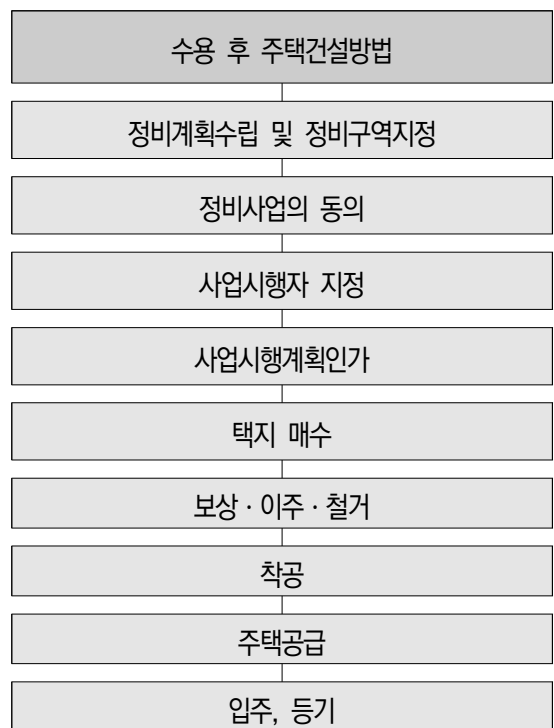 수용 후 주택건설방법
정비계획수립 및 정비구역지정
정비사업의 동의
사업시행자 지정
사업시행계획인가
택지 매수
보상 · 이주 · 철거
착공
주택공급
입주, 등기